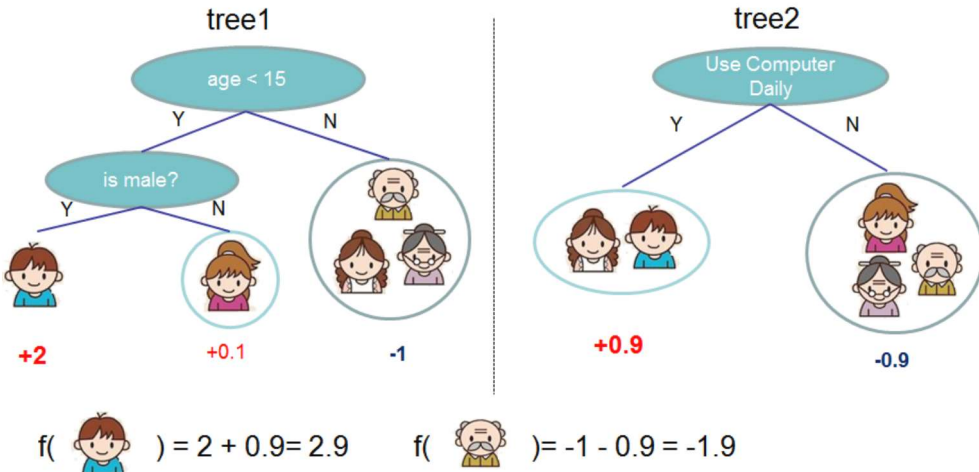 tree1
tree2
age < 15
Use Computer
Daily
Y
N
Y
N
is male?
Y
N
+2
+0.1
-1
+0.9
-0.9
f( ) = 2 + 0.9= 2.9
f( )= -1 - 0.9 = -1.9